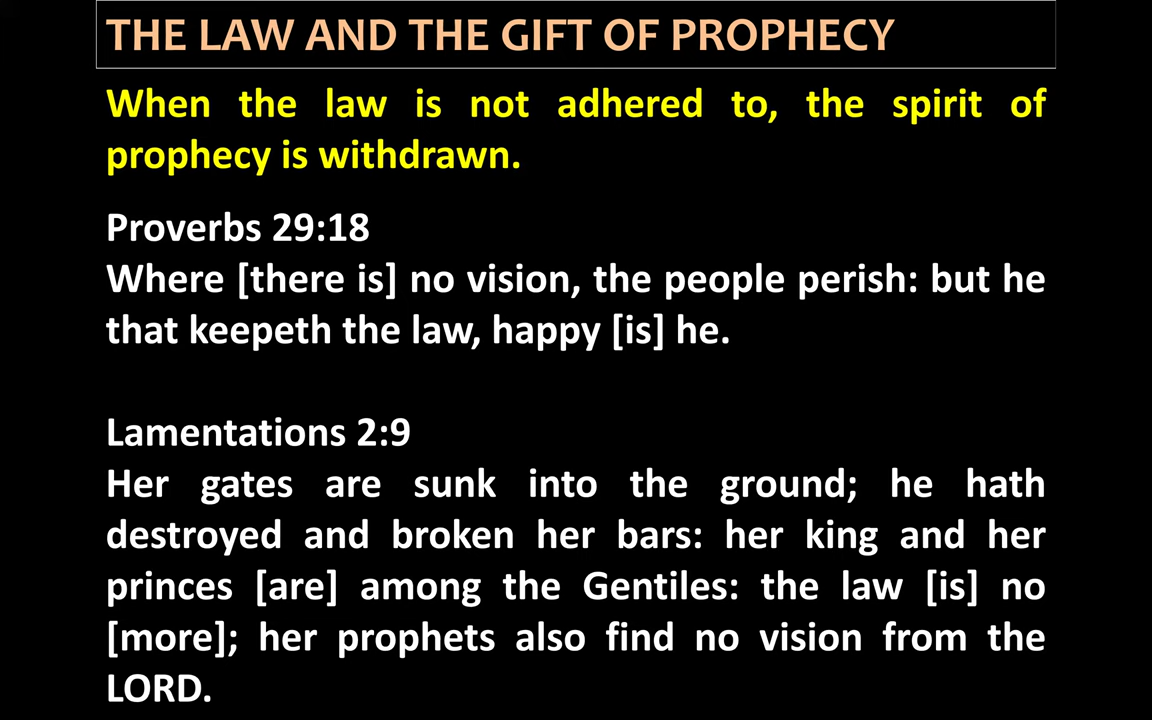 THE LAW AND THE GIFT OF PROPHECY
When the law is not adhered to, the spirit of
prophecy is withdrawn.
Proverbs 29:18
Where [there is] no vision, the people perish: but he
that keepeth the law, happy [is] he.
Lamentations 2:9
Her gates are sunk into the ground; he hath
destroyed and broken her bars: her king and her
princes [are] among the Gentiles: the law [is] no
[more]; her prophets also find no vision from the
LORD.